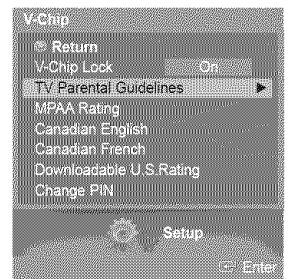 V-Chip
Return
V-Chip Lock On
TV Parental Guidelines
MPAA Rating
Canadian English
Canadian French
Downloadable U.S.Rating
Change PIN
Setup
Enter